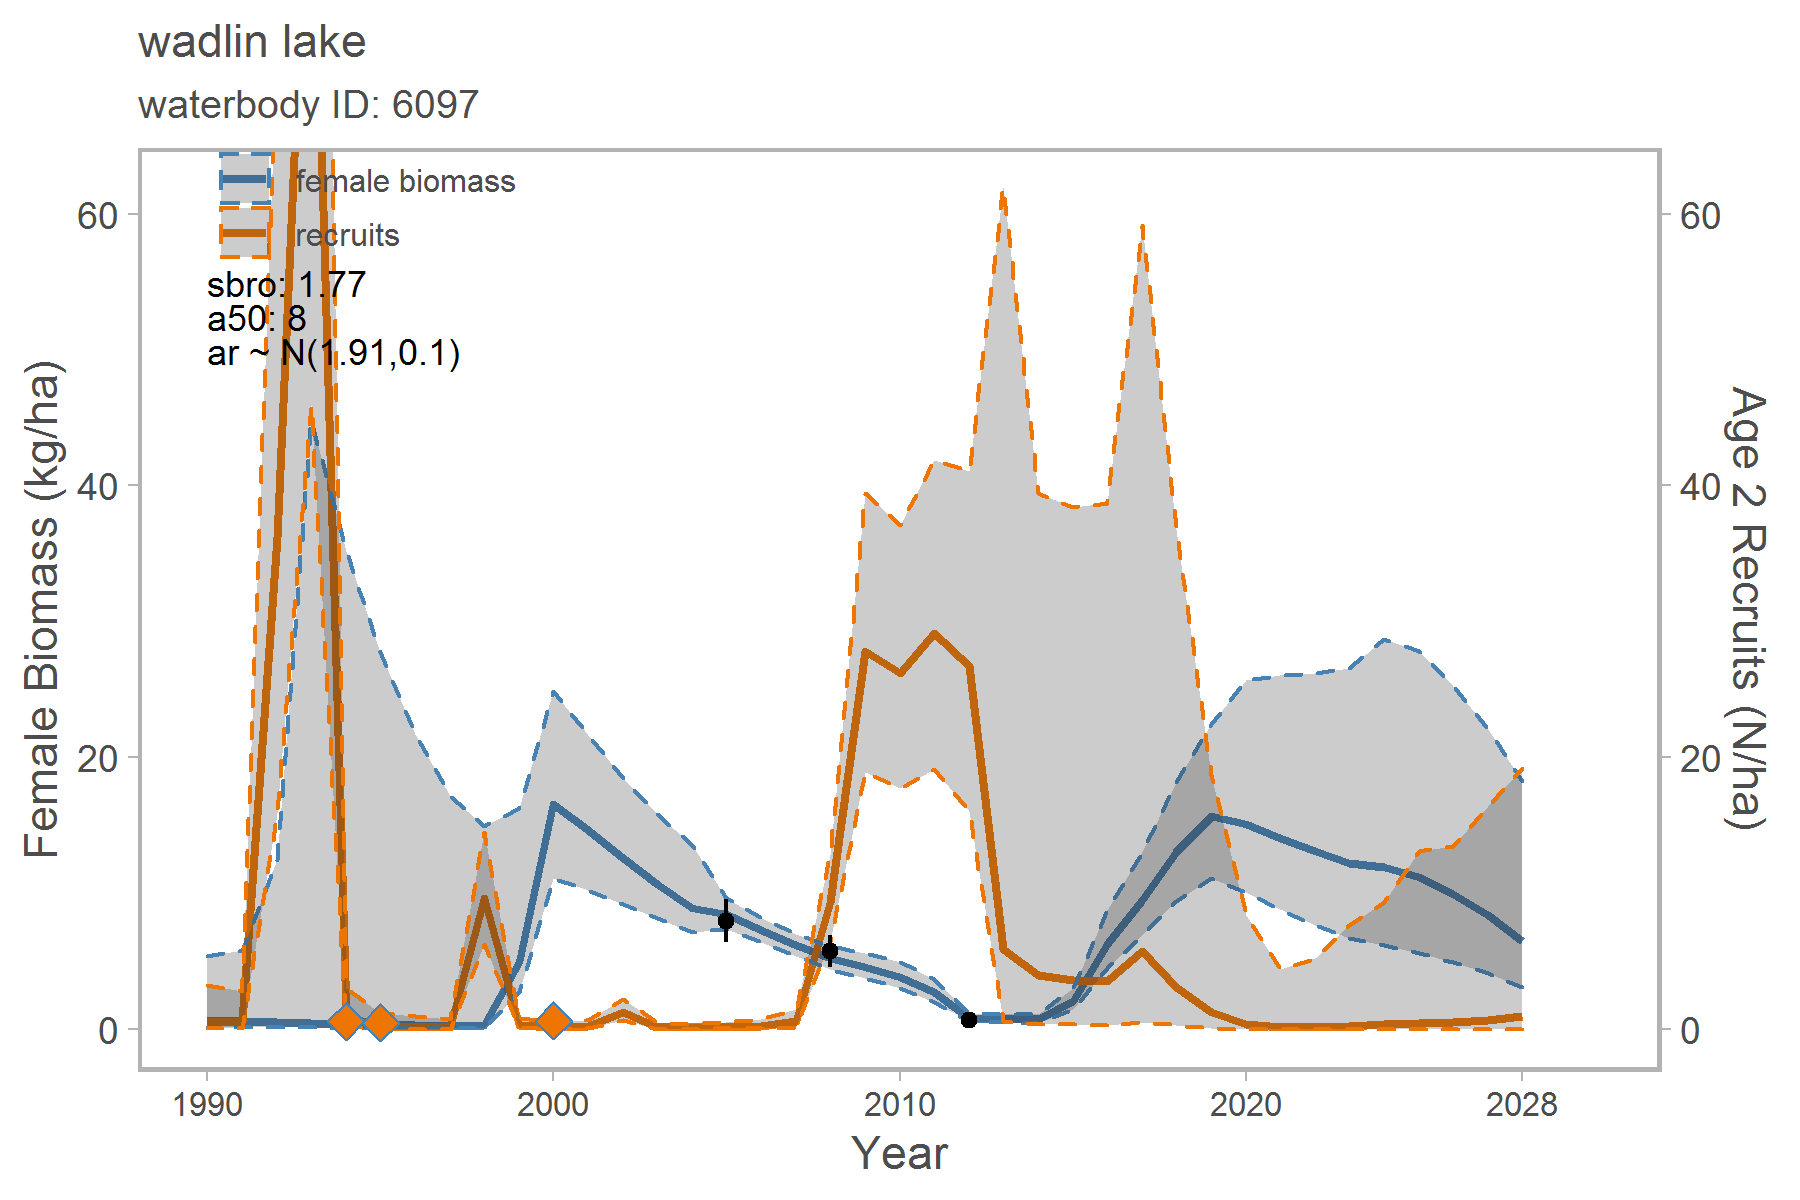 wadlin lake
waterbody ID: 6097
female biomass
recruits
sbro: 1.77
a50: 8
ar ~ N(1.91,0.1)
Female Biomass (kg/ha)
60
40
20
0
60
40
20
0
Age 2 Recruits (N/ha)
1990
2000
2010
2020
2028
Year